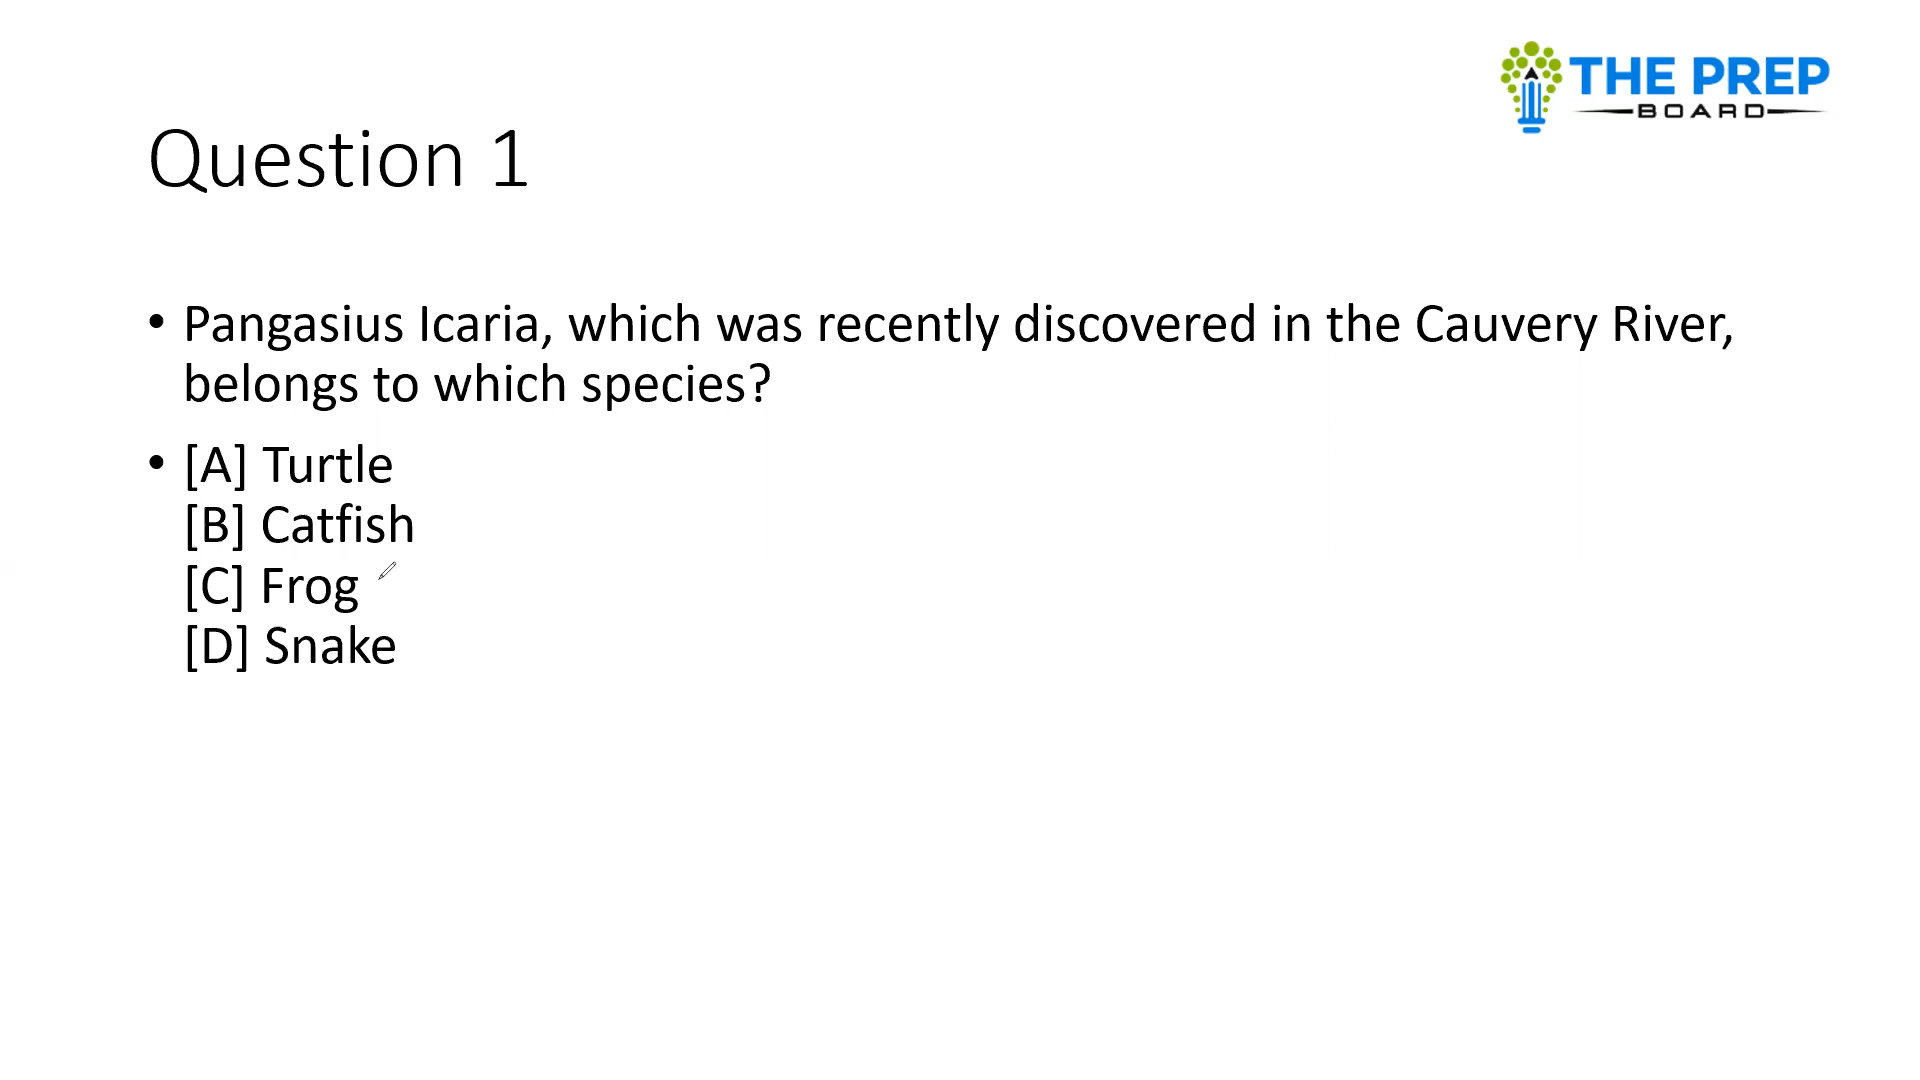 THE PREP
BOARD
Question 1
• Pangasius Icaria, which was recently discovered in the Cauvery River,
belongs to which species?
• [A] Turtle
[B] Catfish
[C] Frog
[D] Snake